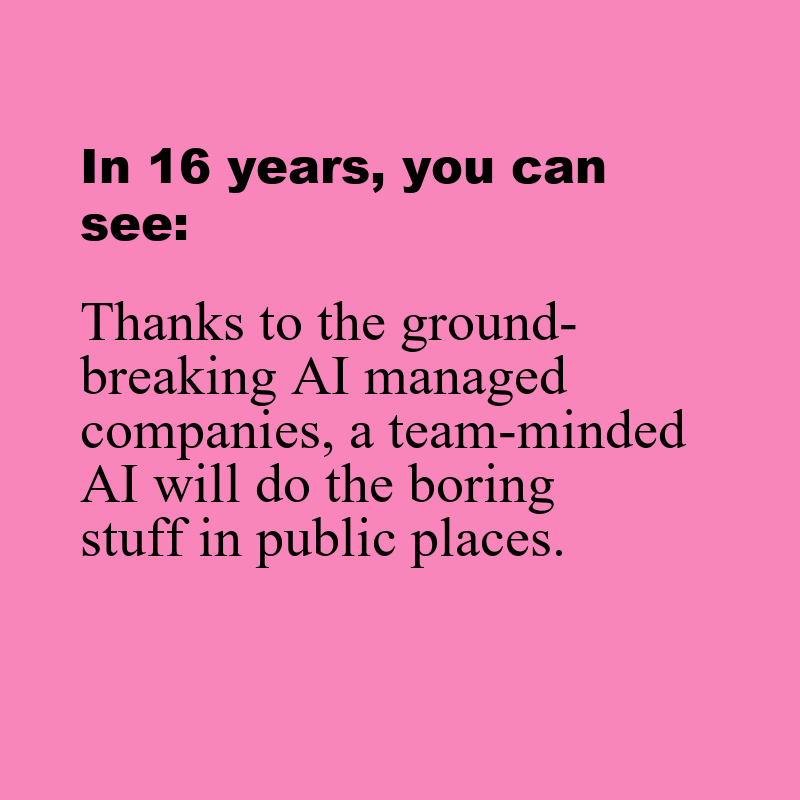 In 16 years, you can
see:
Thanks to the ground-
breaking AI managed
companies, a team-minded
AI will do the boring
stuff in public places.